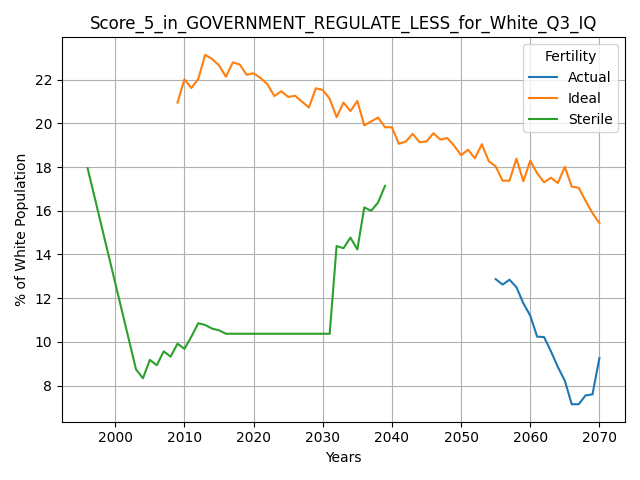 Score_5_in_GOVERNMENT_REGULATE_LESS_for_White_Q3_IQ
Fertility
Actual
Ideal
Sterile
% of White Population
22
20
18
16
14
12
10
8
2000 2010 2020 2030 2040 2050 2060 2070
Years